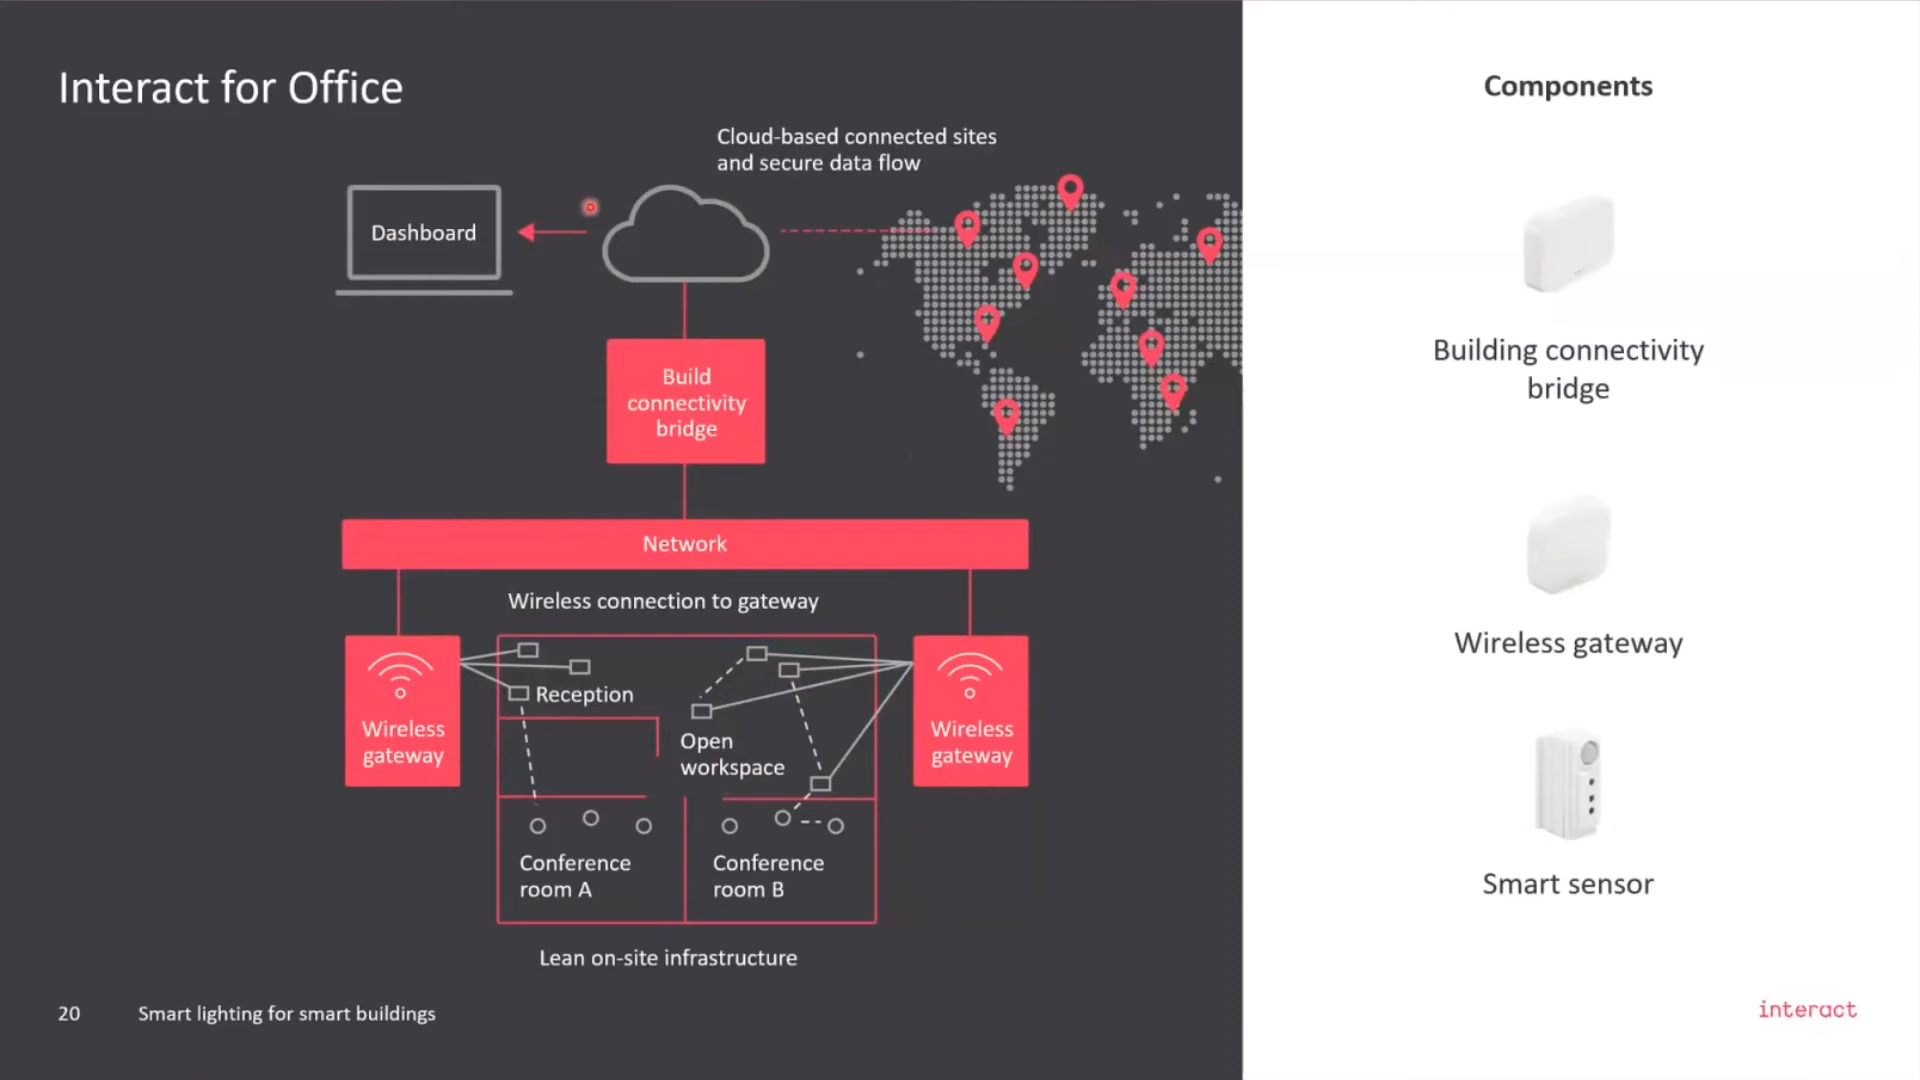 Interact for Office
Cloud-based connected sites
and secure data flow
Dashboard
Build
connectivity
bridge
Network
Wireless connection to gateway
Wireless
gateway
Reception
Open
workspace
Wireless
gateway
Conference
room A
Conference
room B
Lean on-site infrastructure
20
Smart lighting for smart buildings
Components
Building connectivity
bridge
Wireless gateway
Smart sensor
interact